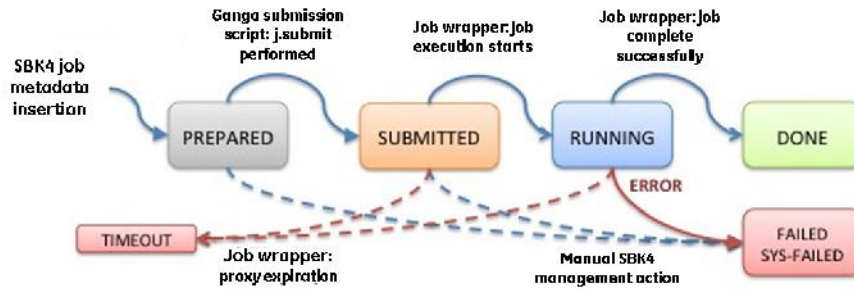 Ganga submission
script: j.submit
performed
Job wrapper:Job
execution starts
Job wrapper:Job
complete
successfully
SBK4 job
metadata
insertion
PREPARED
SUBMITTED
RUNNING
DONE
ERROR
TIMEOUT
FAILED
SYS-FAILED
Job wrapper:
proxy expiration
Manual SBK4
management action